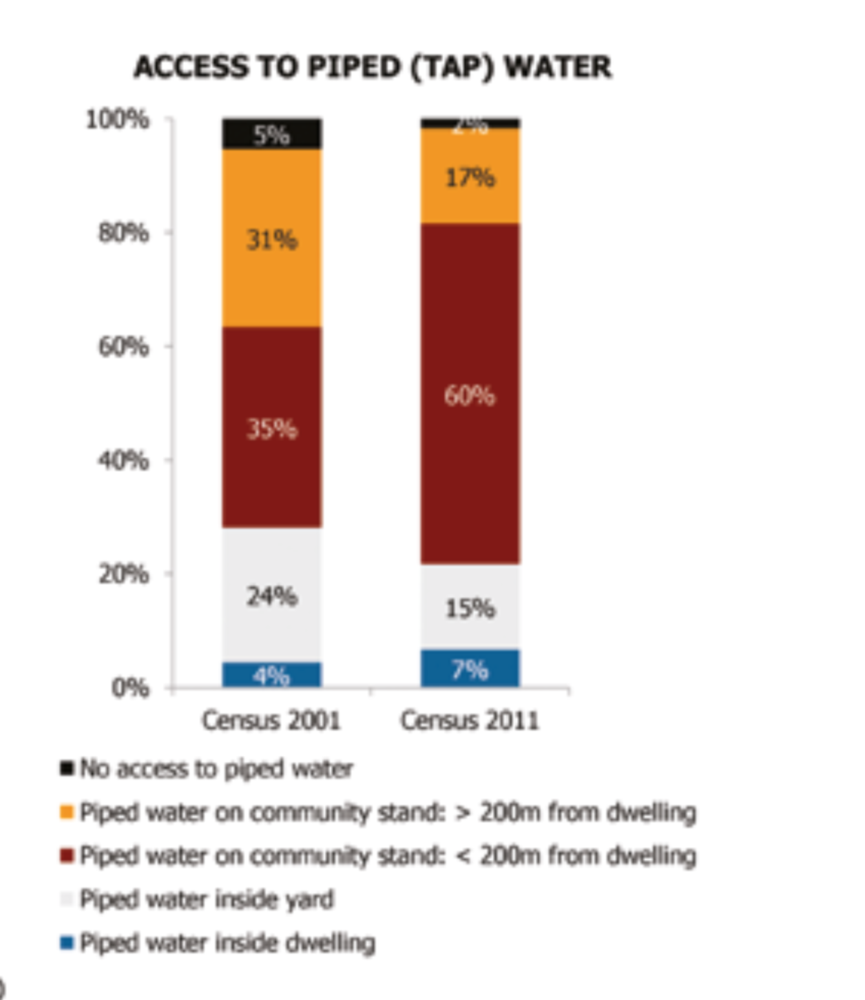 ACCESS TO PIPED (TAP) WATER
100%
80%
60%
40%
20%
0%
5%
31%
35%
24%
4%
2%
17%
60%
15%
7%
Census 2001
Census 2011
No access to piped water
Piped water on community stand: > 200m from dwelling
Piped water on community stand: < 200m from dwelling
Piped water inside yard
Piped water inside dwelling
)